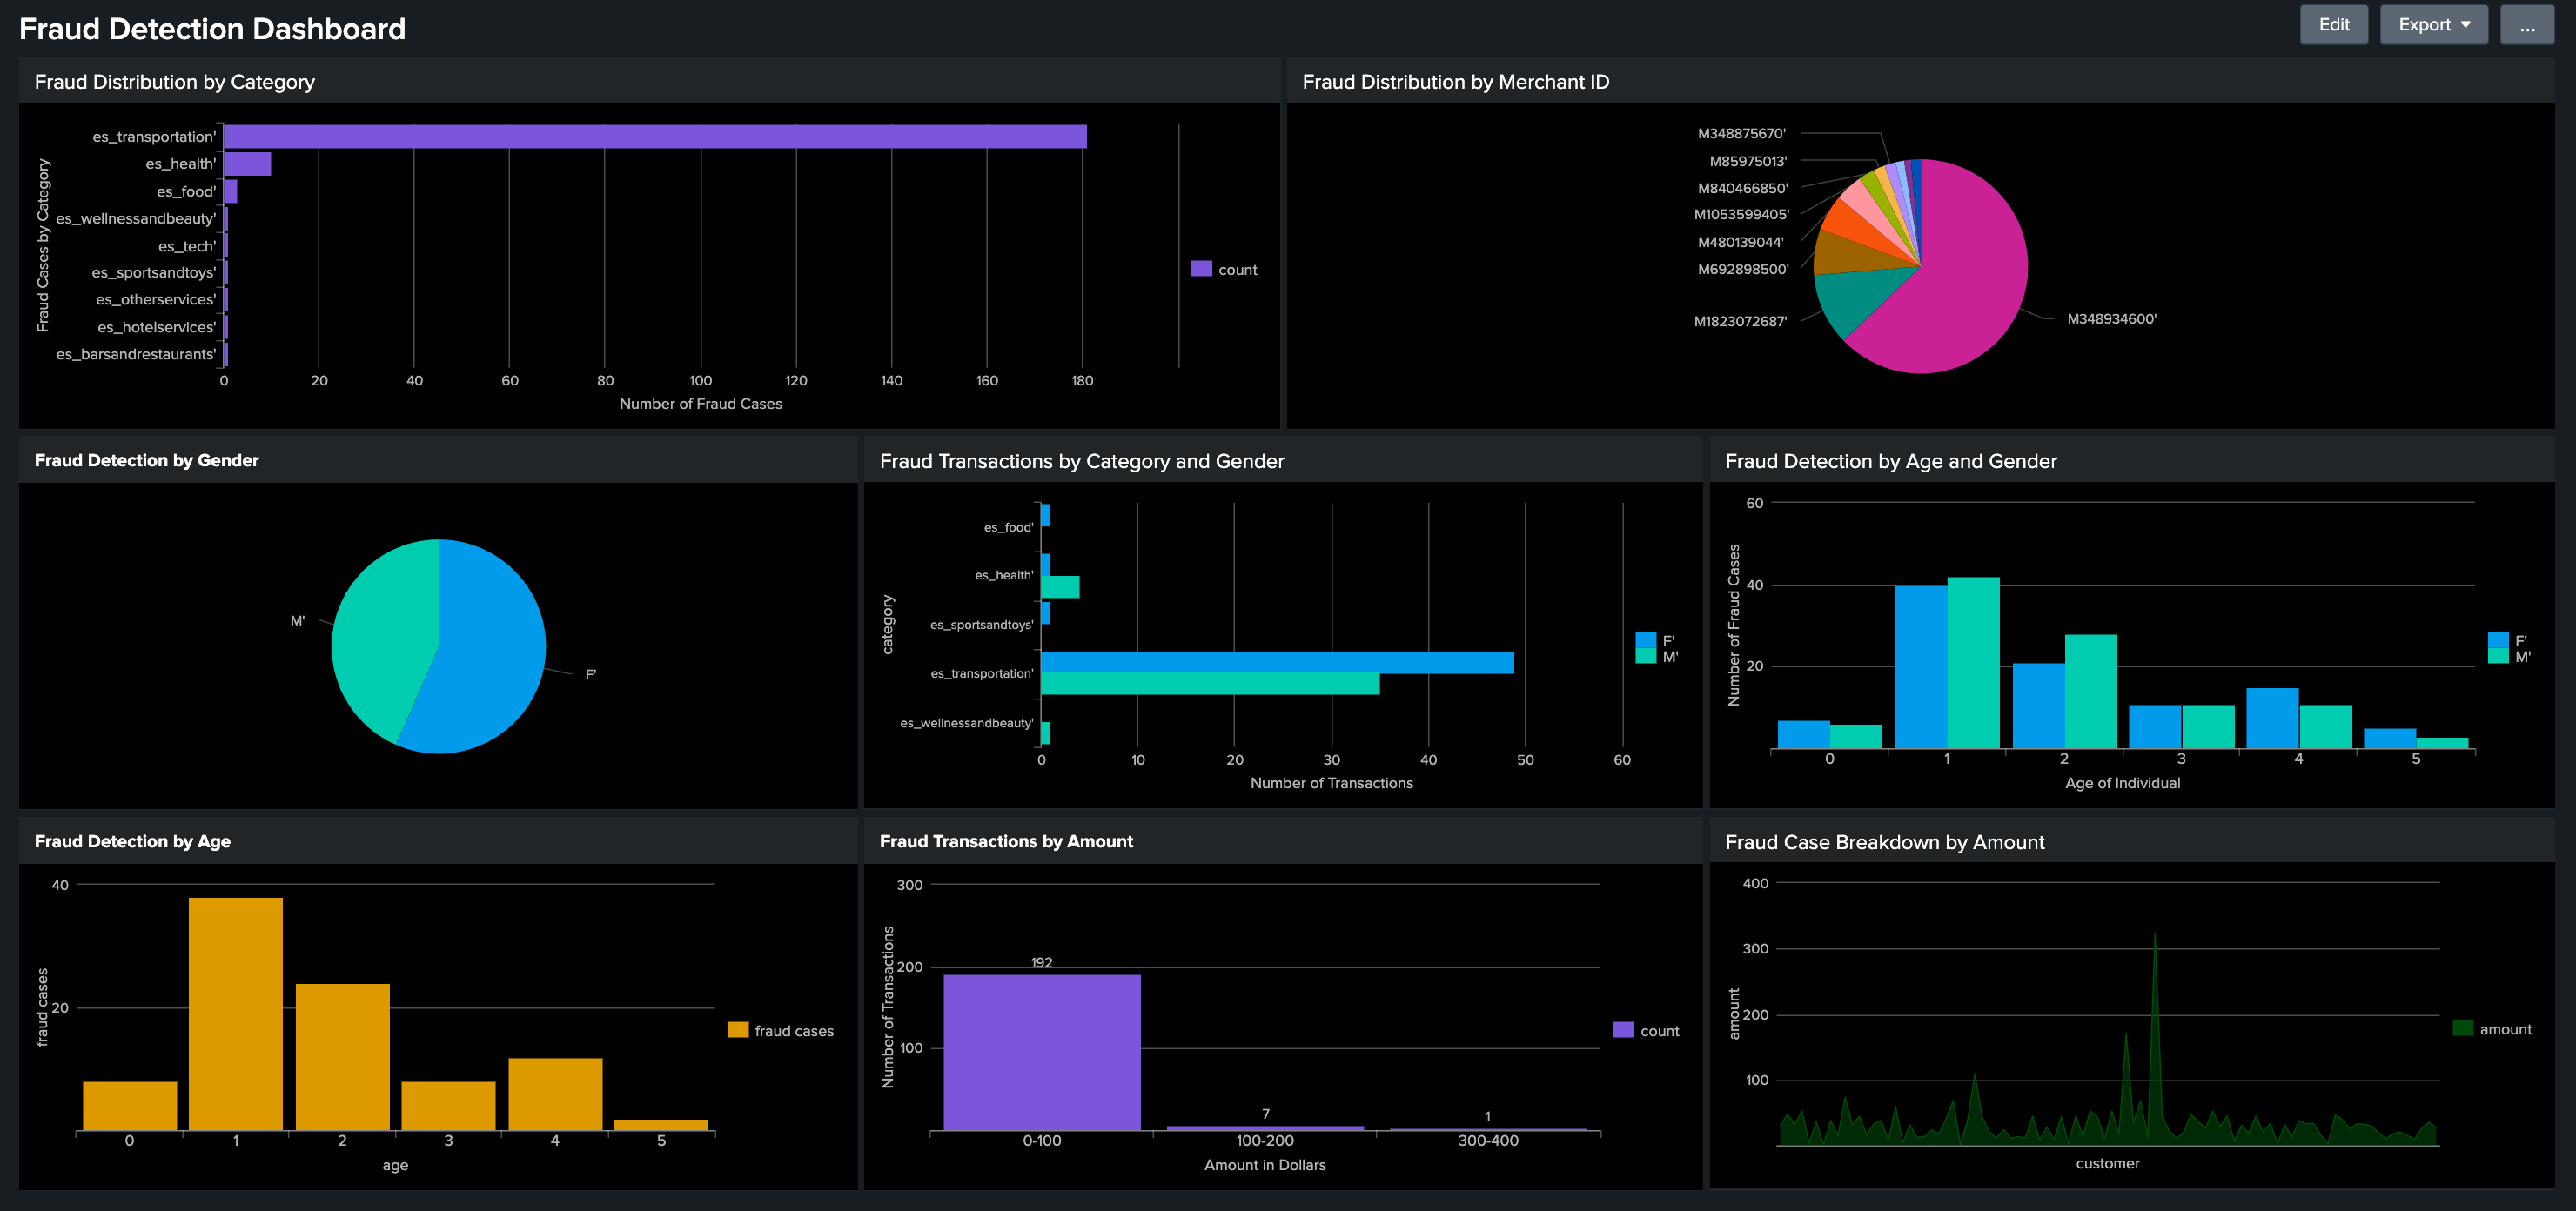 Fraud Detection Dashboard
Edit
Export
...
Fraud Distribution by Category
Fraud Cases by Category
es_transportation'
es_health'
es_food'
es_wellnessandbeauty'
es_tech'
es_sportsandtoys'
es_otherservices'
es_hotelservices'
es_barsandrestaurants'
0 20 40 60 80 100 120 140 160 180
Number of Fraud Cases
count
Fraud Distribution by Merchant ID
M348875670'
M85975013'
M840466850'
M1053599405'
M480139044'
M692898500'
M1823072687'
M348934600'
Fraud Detection by Gender
M'
F'
Fraud Transactions by Category and Gender
category
es_food'
es_health'
es_sportsandtoys'
es_transportation'
es_wellnessandbeauty'
0 10 20 30 40 50 60
Number of Transactions
F'
M'
Fraud Detection by Age and Gender
Number of Fraud Cases
60
40
20
0 1 2 3 4 5
Age of Individual
F'
M'
Fraud Detection by Age
fraud cases
40
20
0 1 2 3 4 5
age
fraud cases
Fraud Transactions by Amount
Number of Transactions
300
200
100
192
7
1
0-100 100-200 300-400
Amount in Dollars
count
Fraud Case Breakdown by Amount
amount
400
300
200
100
customer
amount